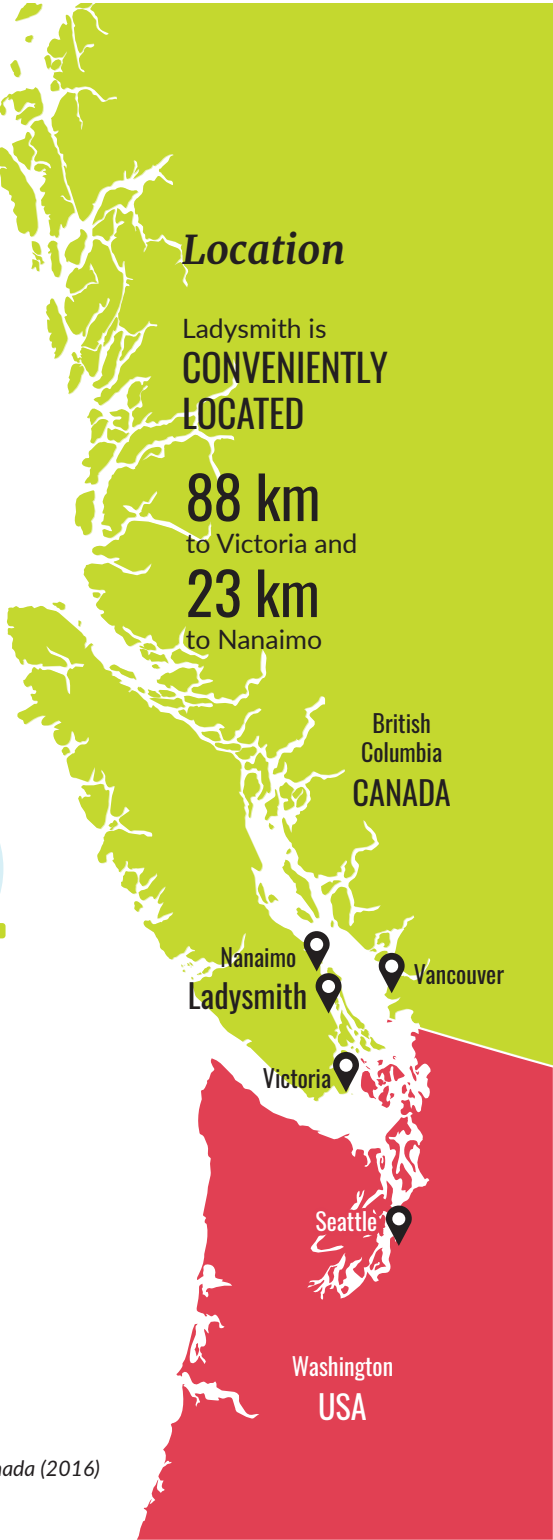 Location
Ladysmith is
CONVENIENTLY
LOCATED
88 km
to Victoria and
23 km
to Nanaimo
British
Columbia
CANADA
Nanaimo
Vancouver
Ladysmith
Victoria
Seattle
Washington
USA
(2016)